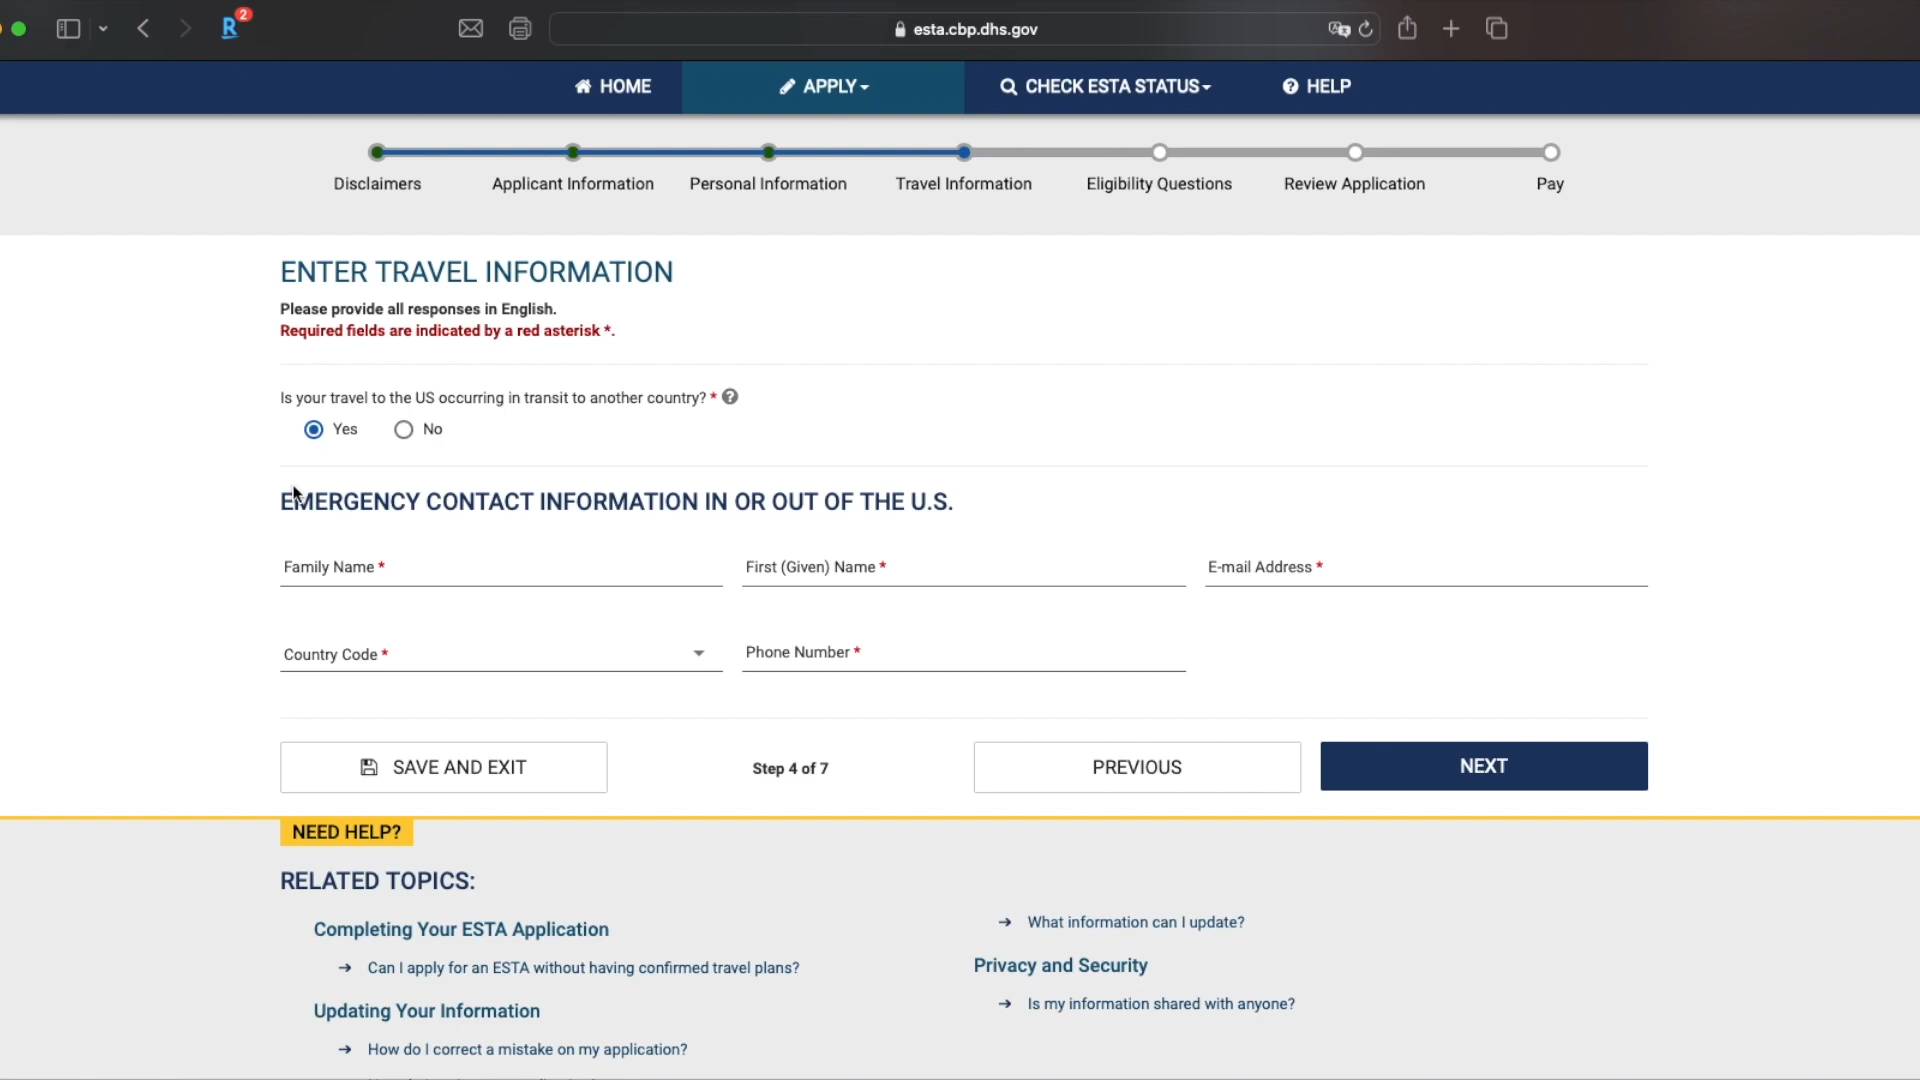 R 2
esta.cbp.dhs.gov
HOME APPLY CHECK ESTA STATUS HELP
Disclaimers Applicant Information Personal Information Travel Information Eligibility Questions Review Application Pay
ENTER TRAVEL INFORMATION
Please provide all responses in English.
Required fields are indicated by a red asterisk *.
Is your travel to the US occurring in transit to another country? * ?
Yes No
EMERGENCY CONTACT INFORMATION IN OR OUT OF THE U.S.
Family Name * First (Given) Name * E-mail Address *
Country Code * Phone Number *
SAVE AND EXIT Step 4 of 7 PREVIOUS NEXT
NEED HELP?
RELATED TOPICS:
Completing Your ESTA Application
→ Can I apply for an ESTA without having confirmed travel plans?
Updating Your Information
→ How do I correct a mistake on my application?
→ What information can I update?
Privacy and Security
→ Is my information shared with anyone?